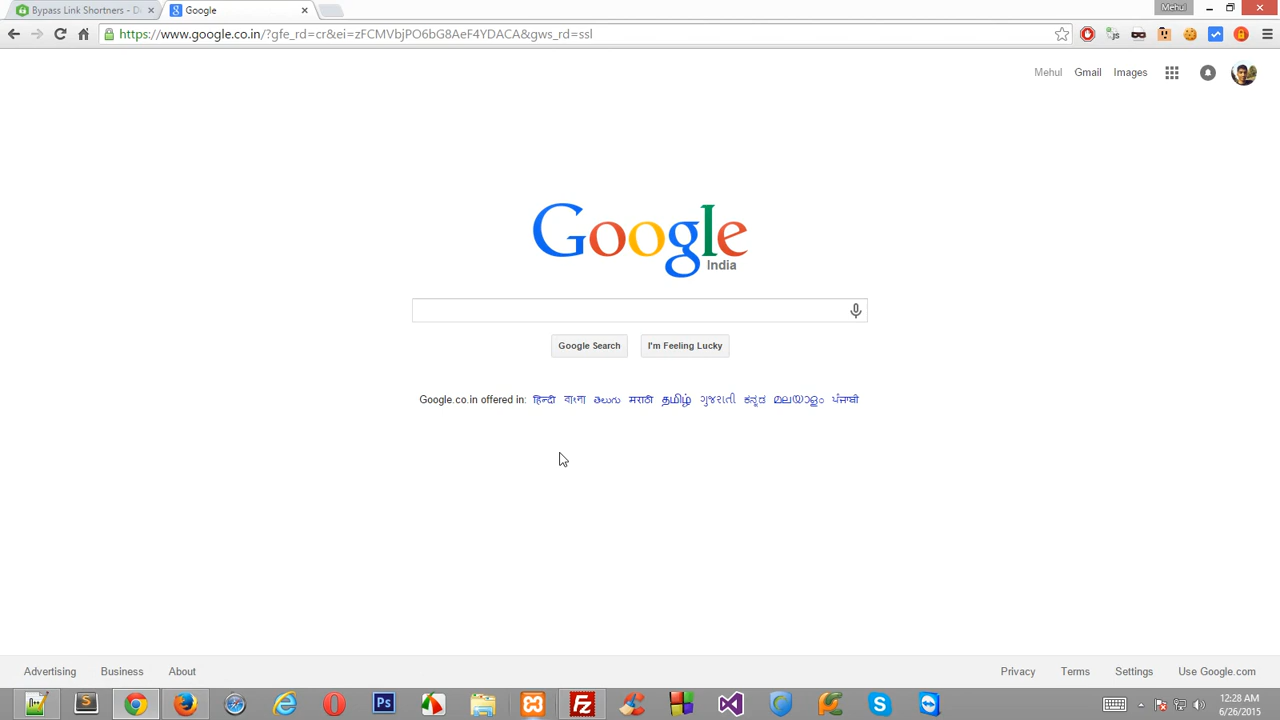 Bypass Link Shortners - D
Google
Mehul
https://www.google.co.in/?gfe_rd=cr&ei=zFCMVbjPO6bG8AeF4YDACA&gws_rd=ssl
Mehul Gmail Images
Google
India
Google Search I'm Feeling Lucky
Google.co.in offered in: हिन्दी বাংলা తెలుగు मराठी தமிழ் ગુજરાતી ಕನ್ನಡ മലയാളം ਪੰਜਾਬੀ
Advertising Business About Privacy Terms Settings Use Google.com
12:28 AM
6/26/2015